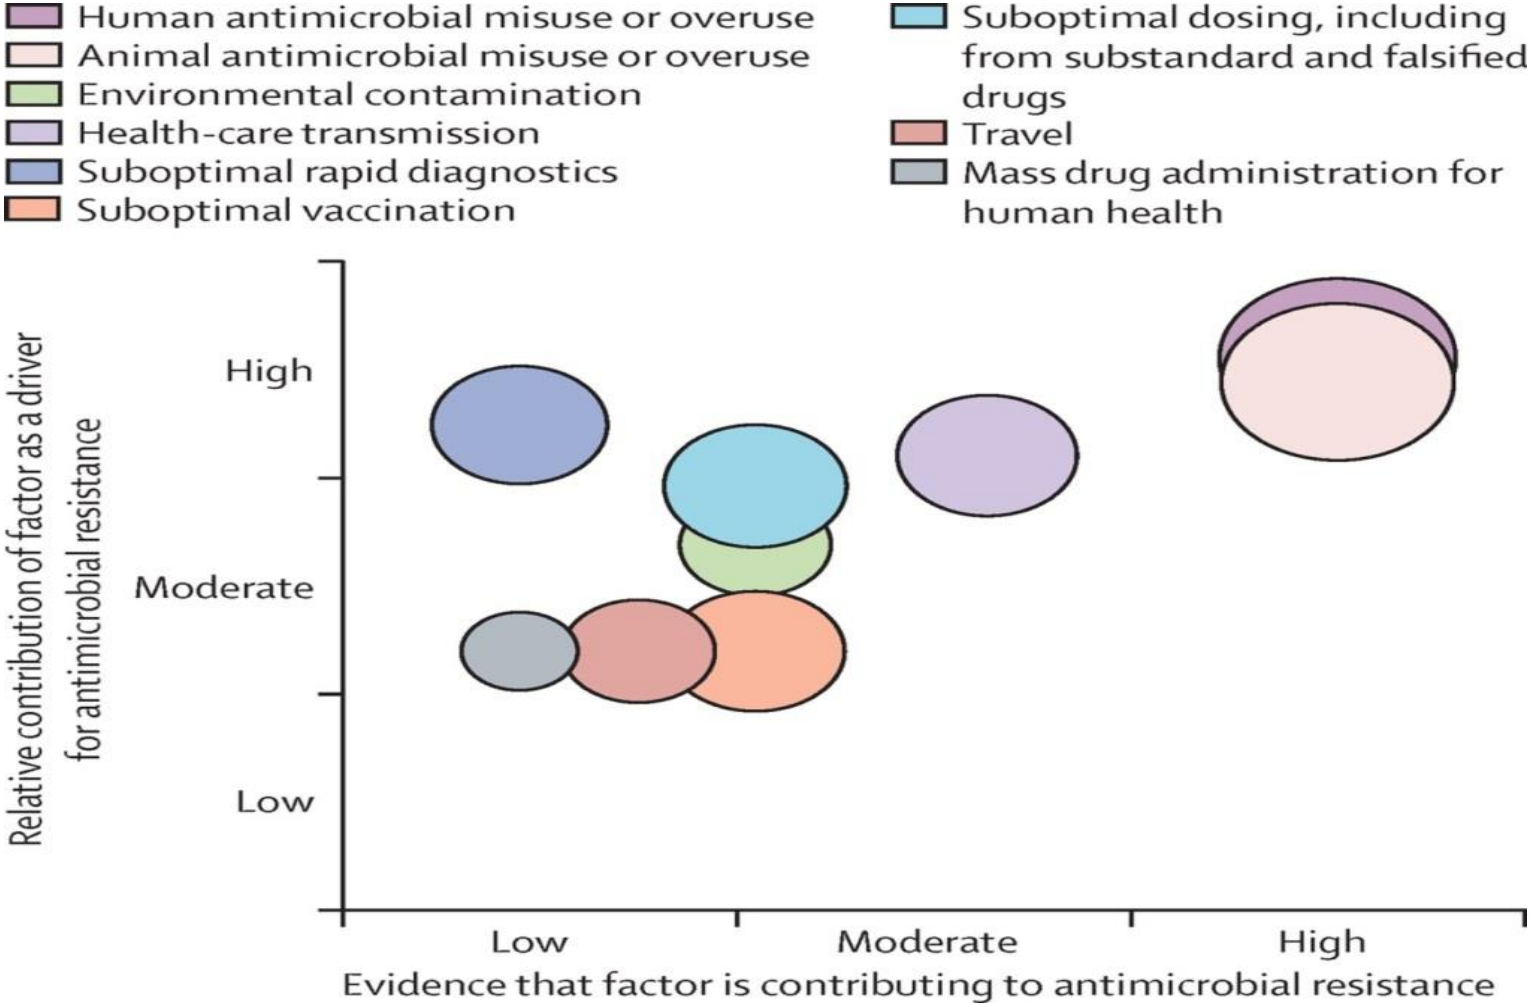 Human antimicrobial misuse or overuse
Animal antimicrobial misuse or overuse
Environmental contamination
Health-care transmission
Suboptimal rapid diagnostics
Suboptimal vaccination
Suboptimal dosing, including
from substandard and falsified
drugs
Travel
Mass drug administration for
human health
Relative contribution of factor as a driver
for antimicrobial resistance
High
Moderate
Low
Low
Moderate
High
Evidence that factor is contributing to antimicrobial resistance